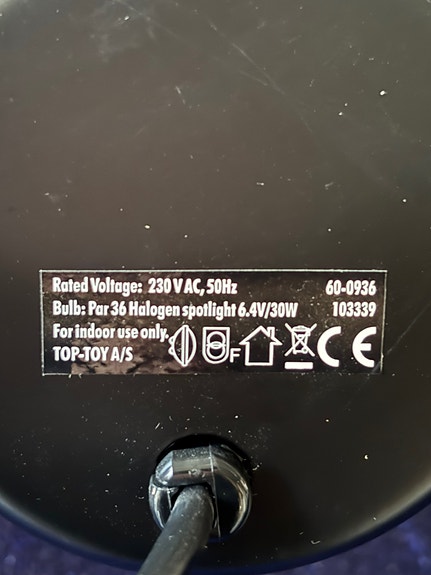 Rated Voltage: 230 V AC, 50Hz 60-0936
Bulb: Par 36 Halogen spotlight 6.4V/30W 103339
For indoor use only.
TOP-TOY A/S F CE